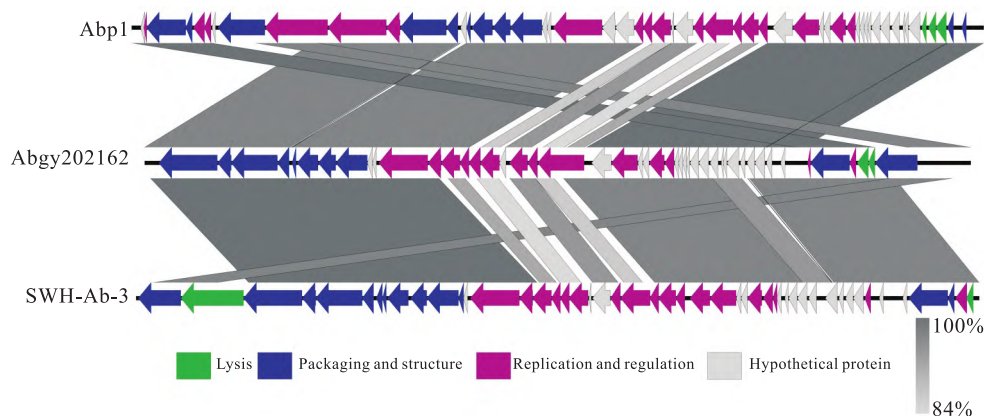 Abp1
Abgy202162
SWH-Ab-3
100%
Lysis Packaging and structure Replication and regulation Hypothetical protein
84%